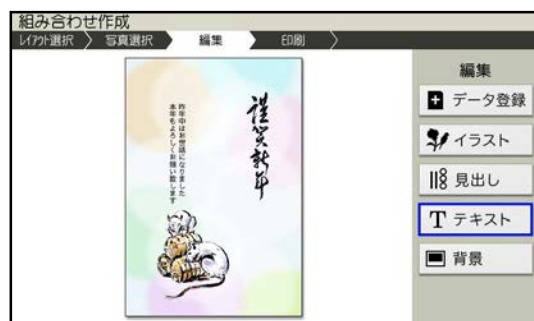 組み合わせ作成
ﾚｲｱｳﾄ選択
写真選択
編集
印刷
謹賀新年
昨年中はお世話になりました
本年もよろしくお願い致します
編集
データ登録
イラスト
見出し
テキスト
背景